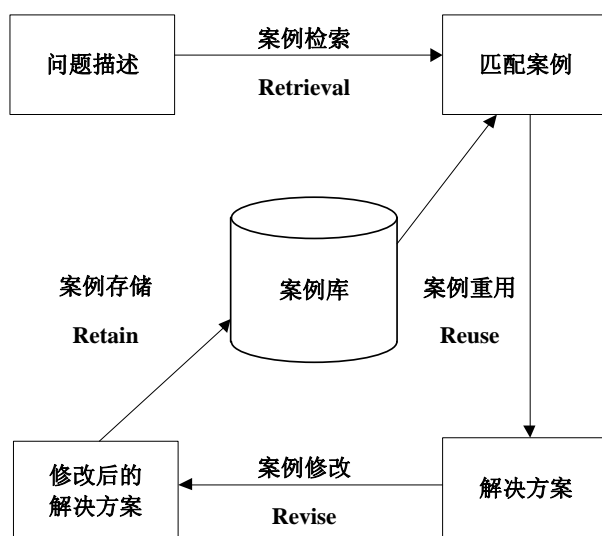 问题描述
案例检索
Retrieval
匹配案例
案例存储
Retain
案例库
案例重用
Reuse
修改后的
解决方案
案例修改
Revise
解决方案